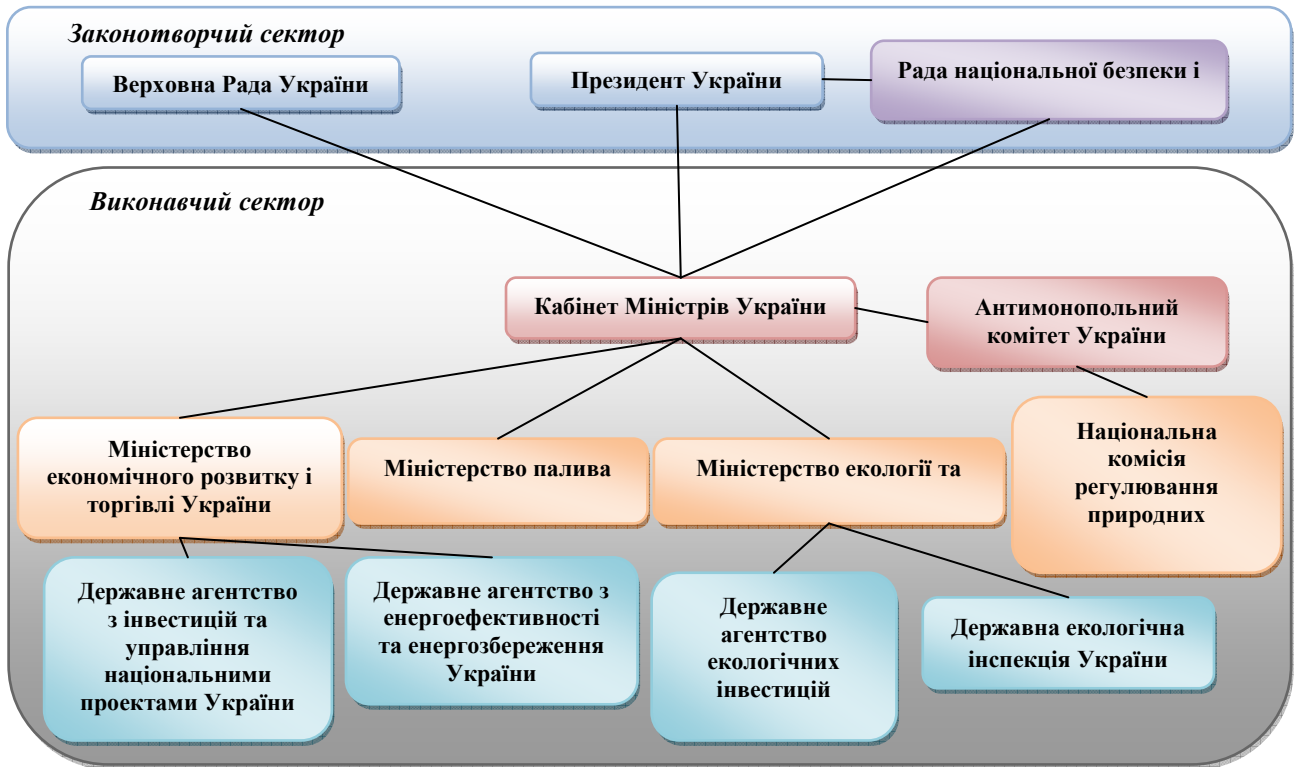 Законотворчий сектор
Верховна Рада України
Президент України
Рада національної безпеки і
Виконавчий сектор
Кабінет Міністрів України
Антимонопольний
комітет України
Міністерство
економічного розвитку і
торгівлі України
Міністерство палива
Міністерство екології та
Національна
комісія
регулювання
природних
Державне агентство
з інвестицій та
управління
національними
проектами України
Державне агентство з
енергоефективності
та енергозбереження
України
Державне
агентство
екологічних
інвестицій
Державна екологічна
інспекція України